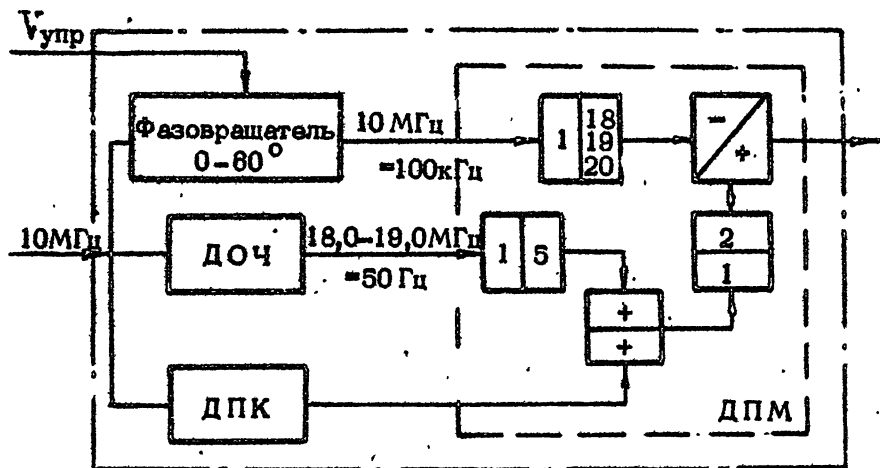 Vупр
Фазовращатель
0-60°
10 МГц
=100кГц
1
18
19
20
-
+
10МГц
ДОЧ
18,0-19,0МГц
=50 Гц
1 5
2
1
+
+
ДПК
ДПМ